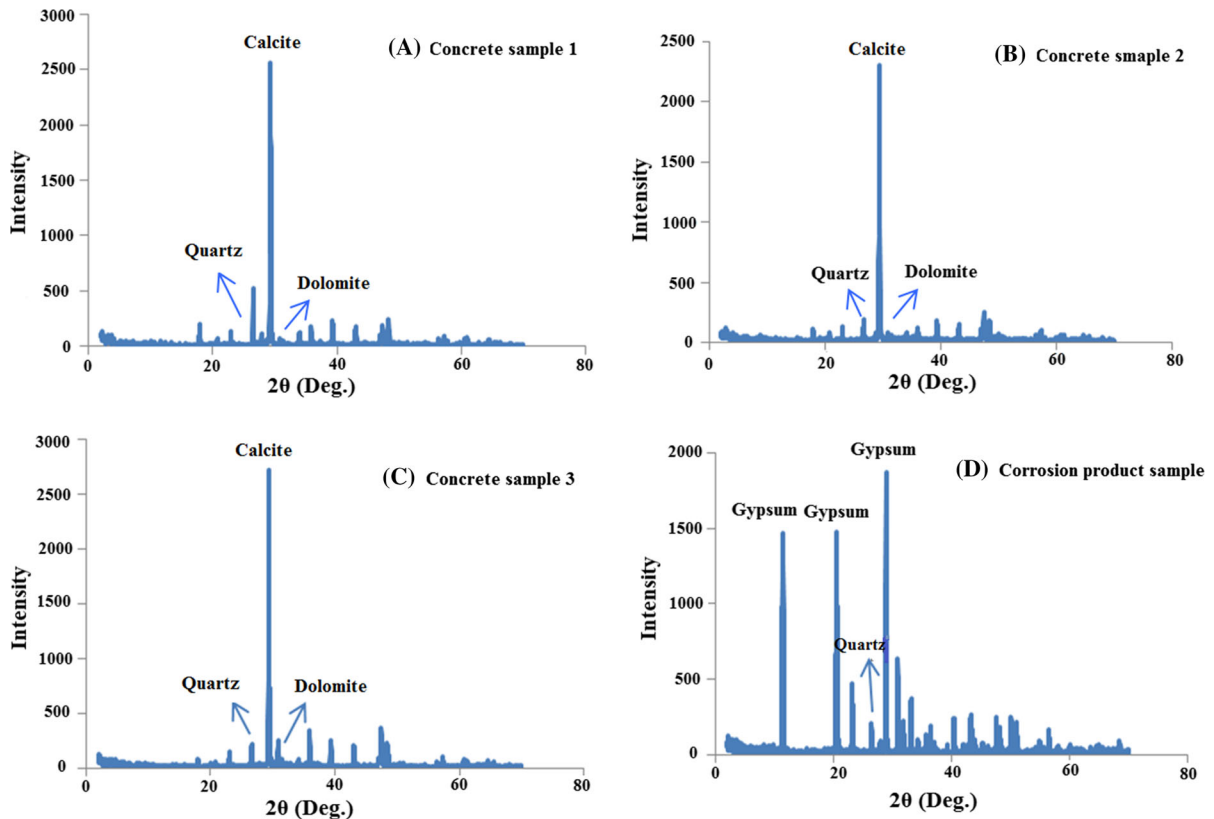 (A) Concrete sample 1
Calcite
Quartz
Dolomite
Intensity
3000
2500
2000
1500
1000
500
0
0 20 40 60 80
2θ (Deg.)
(B) Concrete smaple 2
Calcite
Quartz
Dolomite
Intensity
2500
2000
1500
1000
500
0
0 20 40 60 80
2θ (Deg.)
(C) Concrete sample 3
Calcite
Quartz
Dolomite
Intensity
3000
2500
2000
1500
1000
500
0
0 20 40 60 80
2θ (Deg.)
(D) Corrosion product sample
Gypsum
Gypsum Gypsum
Quartz
Intensity
2000
1500
1000
500
0
0 20 40 60 80
2θ (Deg.)